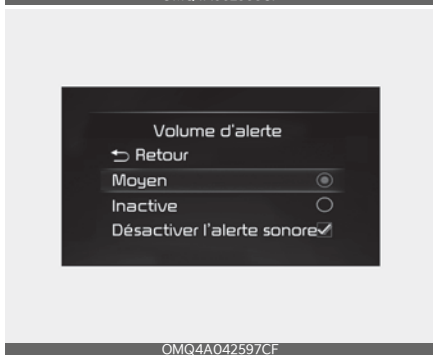 Volume d'alerte
Retour
Moyen
Inactive
Désactiver l'alerte sonore
OMQ4A042597CF